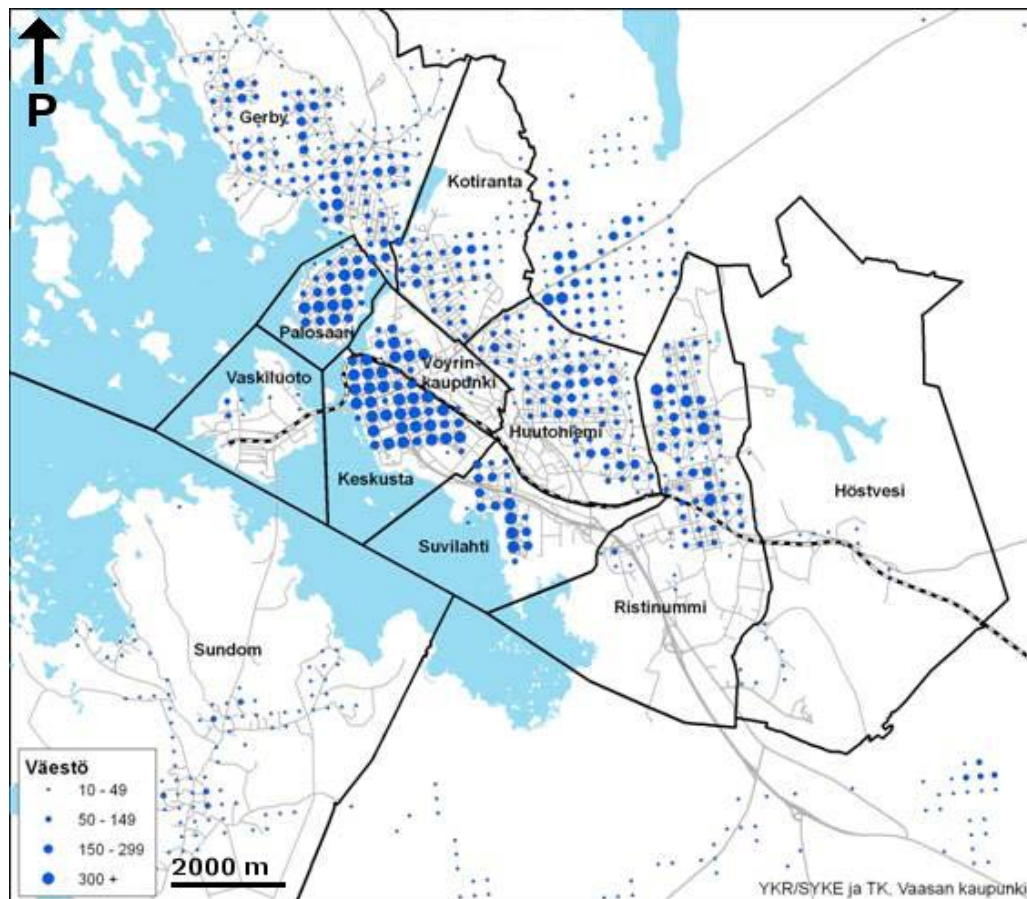 P
Gerby
Kotiranta
Palosaari
Vaskiluoto
Vöyrin-
kaupunki
Huutoniemi
Keskusta
Höstvesi
Suvilahti
Ristinummi
Sundom
Väestö
10 - 49
50 - 149
150 - 299
300 +
2000 m
YKR/SYKE ja TK, Vaasan kaupunki